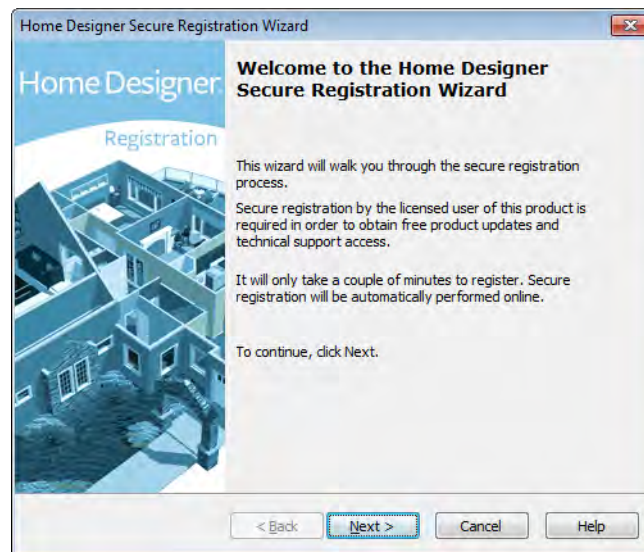 Home Designer Secure Registration Wizard
Home Designer
Registration
Welcome to the Home Designer
Secure Registration Wizard
This wizard will walk you through the secure registration
process.
Secure registration by the licensed user of this product is
required in order to obtain free product updates and
technical support access.
It will only take a couple of minutes to register. Secure
registration will be automatically performed online.
To continue, click Next.
< Back
Next >
Cancel
Help